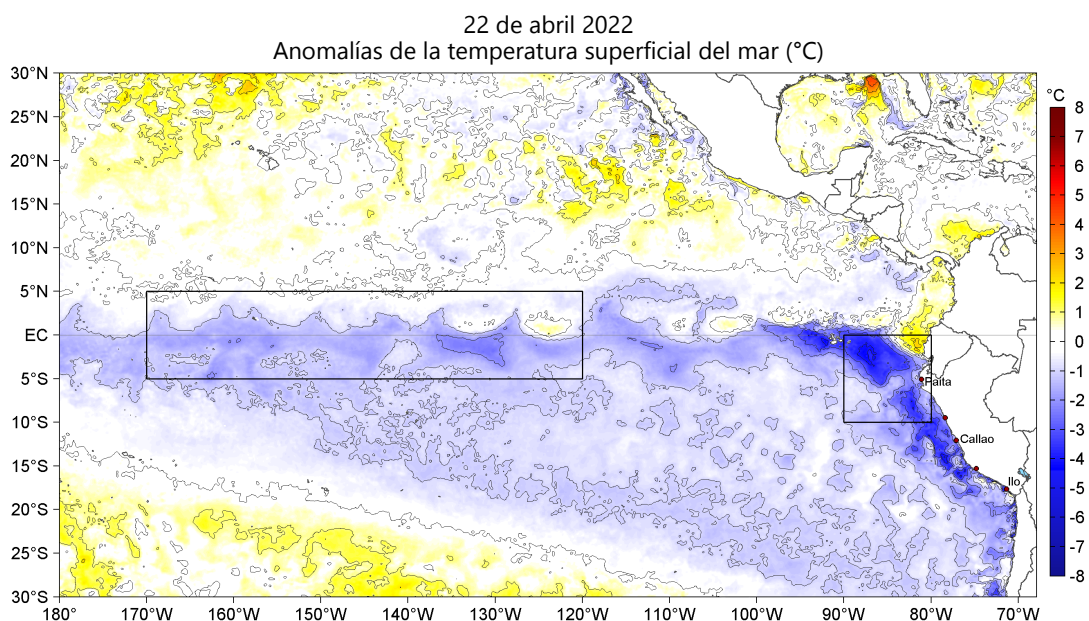 22 de abril 2022
Anomalías de la temperatura superficial del mar (°C)
30°N
25°N
20°N
15°N
10°N
5°N
EC
5°S
10°S
15°S
20°S
25°S
30°S
180
170°W
160°W
150°W
140°W
130°W
120°W
110°W
100°W
90°W
80°W
70°W
Paita
Callao
Ilo
°C
8
7
6
5
4
3
2
1
0
-1
-2
-3
-4
-5
-6
-7
-8